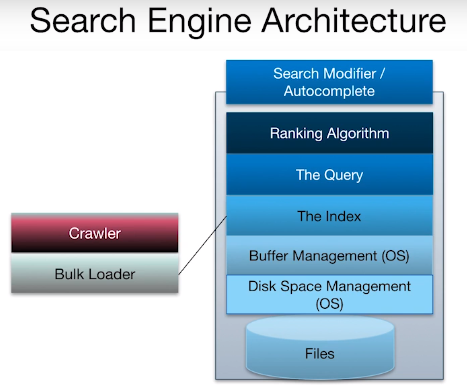 Search Engine Architecture
Search Modifier /
Autocomplete
Ranking Algorithm
The Query
The Index
Buffer Management (OS)
Disk Space Management
(OS)
Files
Crawler
Bulk Loader